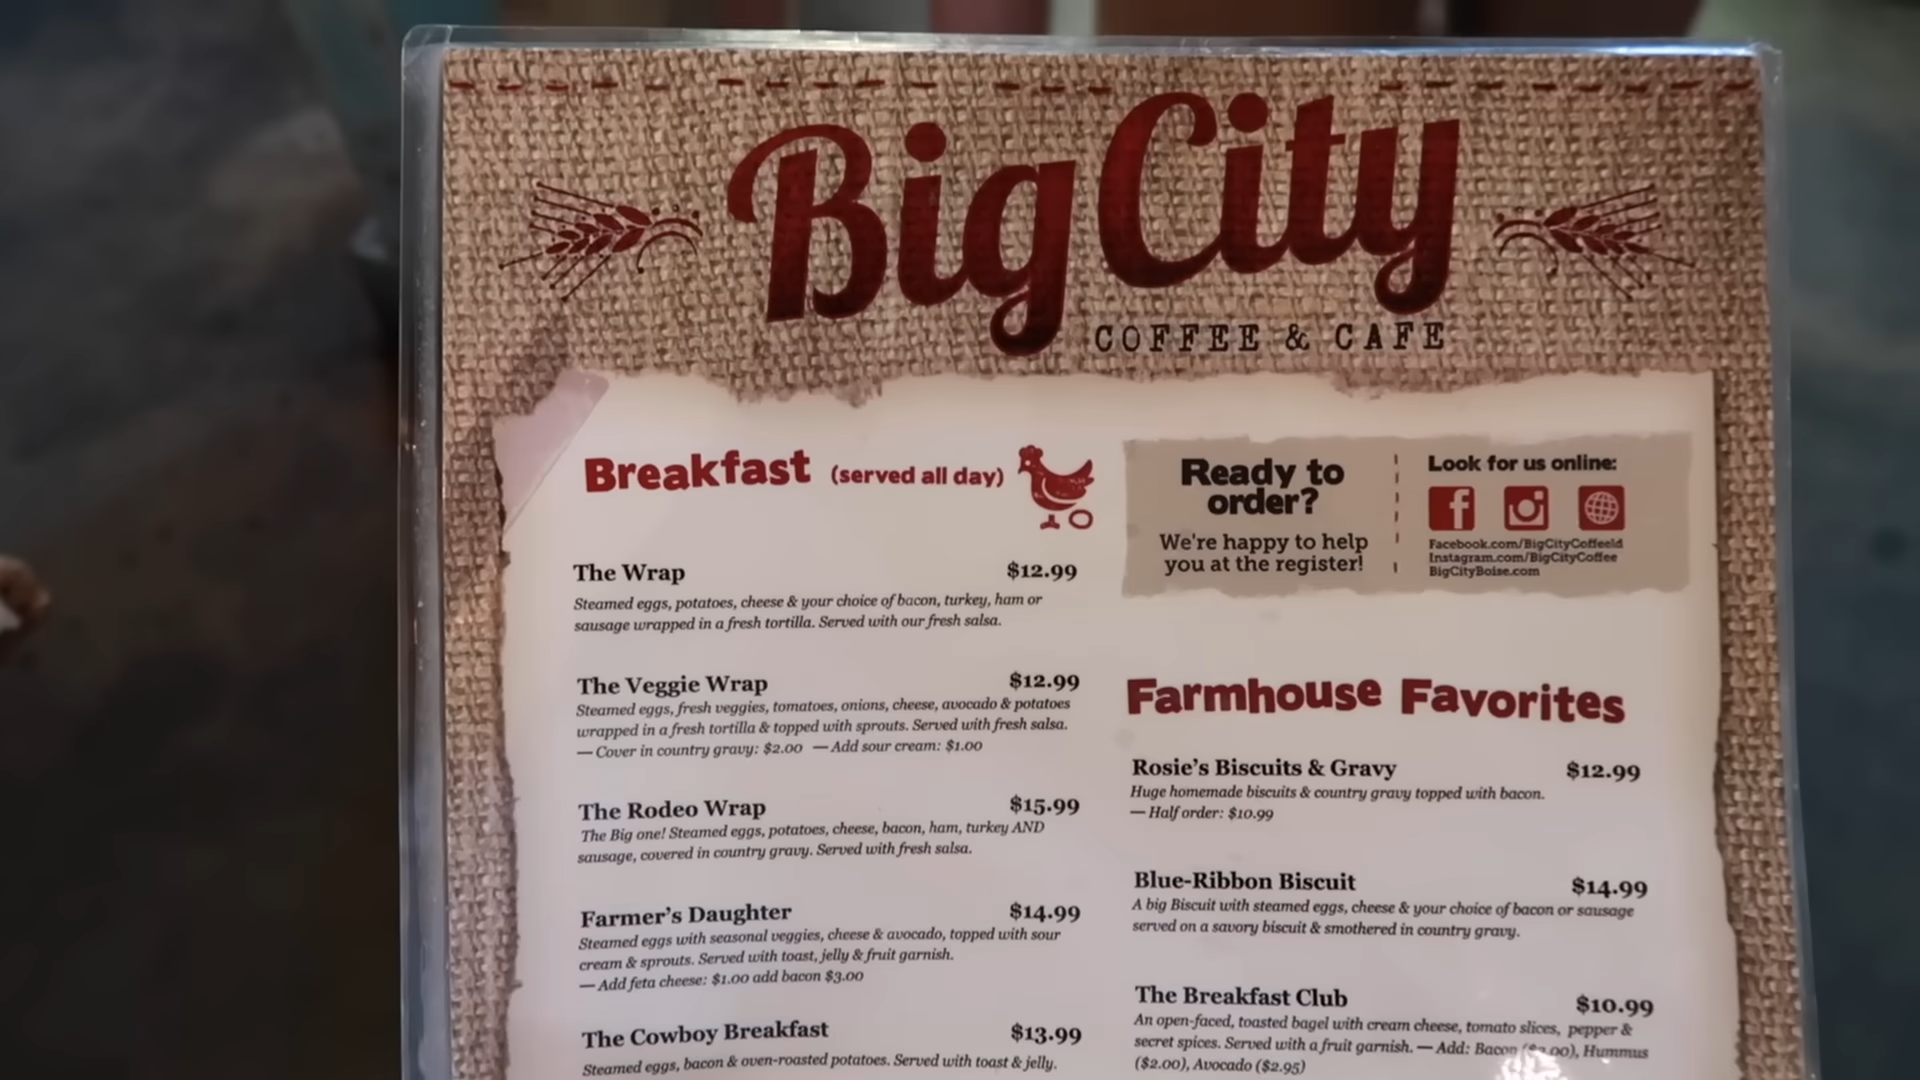 Big City
COFFEE & CAFE
Breakfast (served all day)
The Wrap $12.99
Steamed eggs, potatoes, cheese & your choice of bacon, turkey, ham or
sausage wrapped in a fresh tortilla. Served with our fresh salsa.
The Veggie Wrap $12.99
Steamed eggs, fresh veggies, tomatoes, onions, cheese, avocado & potatoes
wrapped in a fresh tortilla & topped with sprouts. Served with fresh salsa.
— Cover in country gravy: $2.00 — Add sour cream: $1.00
The Rodeo Wrap $15.99
The Big one! Steamed eggs, potatoes, cheese, bacon, ham, turkey AND
sausage, covered in country gravy. Served with fresh salsa.
Farmer's Daughter $14.99
Steamed eggs with seasonal veggies, cheese & avocado, topped with sour
cream & sprouts. Served with toast, jelly & fruit garnish.
— Add feta cheese: $1.00 add bacon $3.00
The Cowboy Breakfast $13.99
Steamed eggs, bacon & oven-roasted potatoes. Served with toast & jelly.
Ready to
order?
We're happy to help
you at the register!
Look for us online:
Facebook.com/BigCityCoffeeId
Instagram.com/BigCityCoffee
BigCityBoise.com
Farmhouse Favorites
Rosie's Biscuits & Gravy $12.99
Huge homemade biscuits & country gravy topped with bacon.
— Half order: $10.99
Blue-Ribbon Biscuit $14.99
A big Biscuit with steamed eggs, cheese & your choice of bacon or sausage
served on a savory biscuit & smothered in country gravy.
The Breakfast Club $10.99
An open-faced, toasted bagel with cream cheese, tomato slices, pepper &
secret spices. Served with a fruit garnish. — Add: Bacon Hummus
($2.00), Avocado ($2.95)